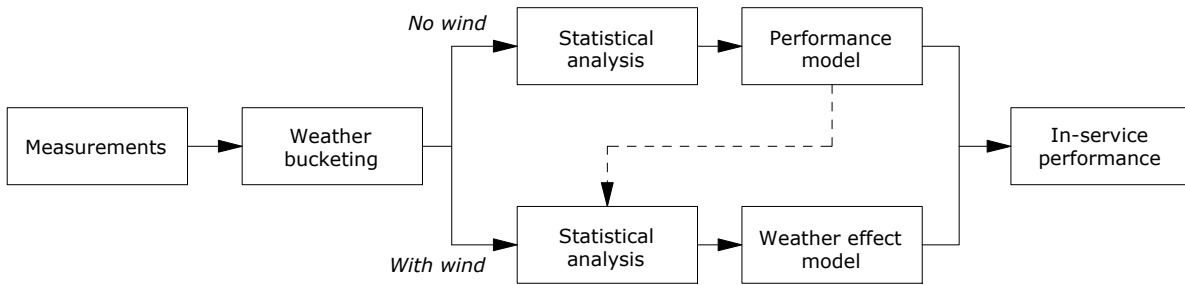 No wind
Statistical
analysis
Performance
model
Measurements
Weather
bucketing
In-service
performance
With wind
Statistical
analysis
Weather effect
model